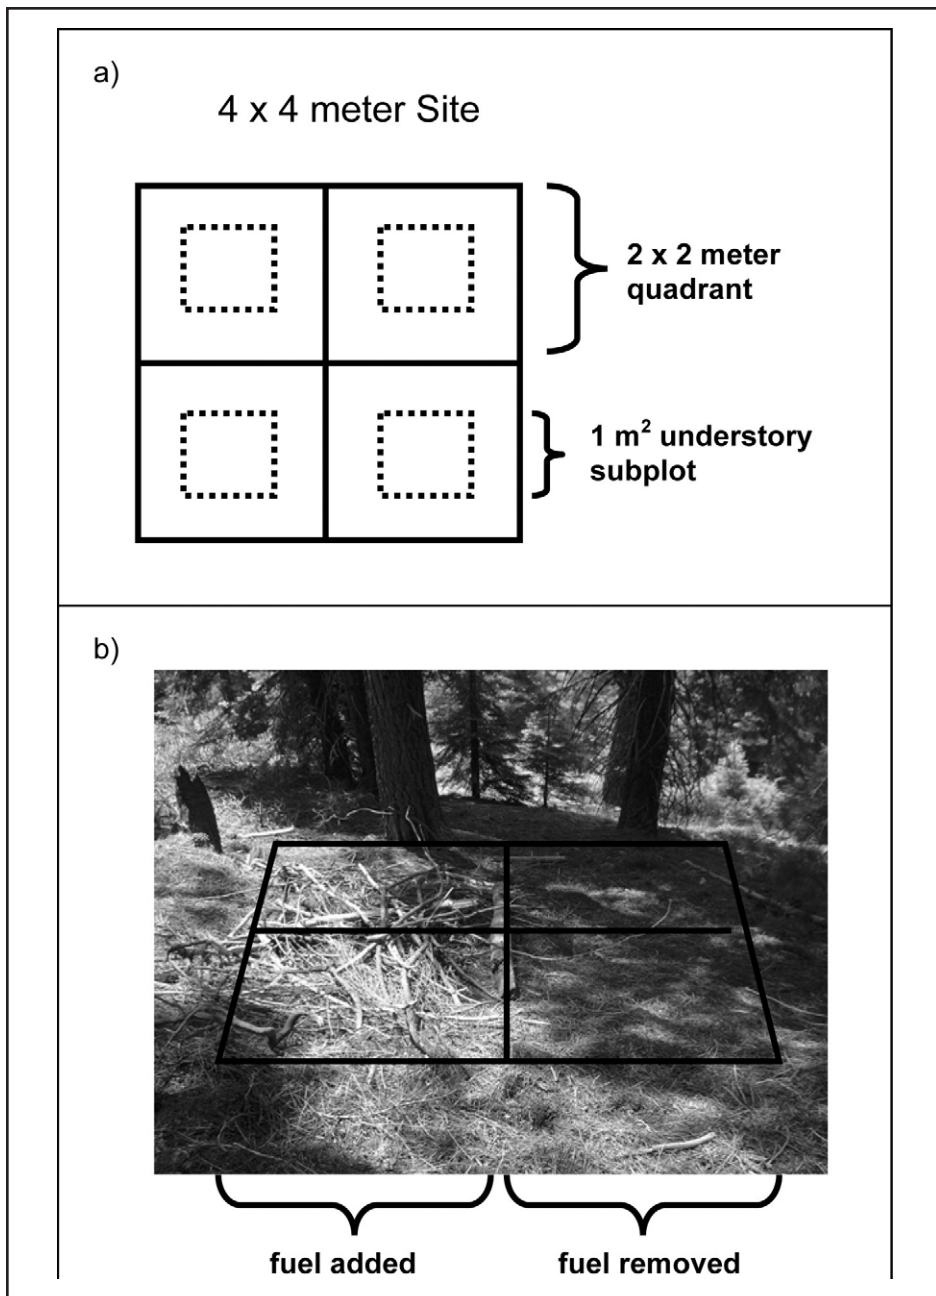 a)
4 x 4 meter Site
2 x 2 meter
quadrant
1 m² understory
subplot
b)
fuel added
fuel removed